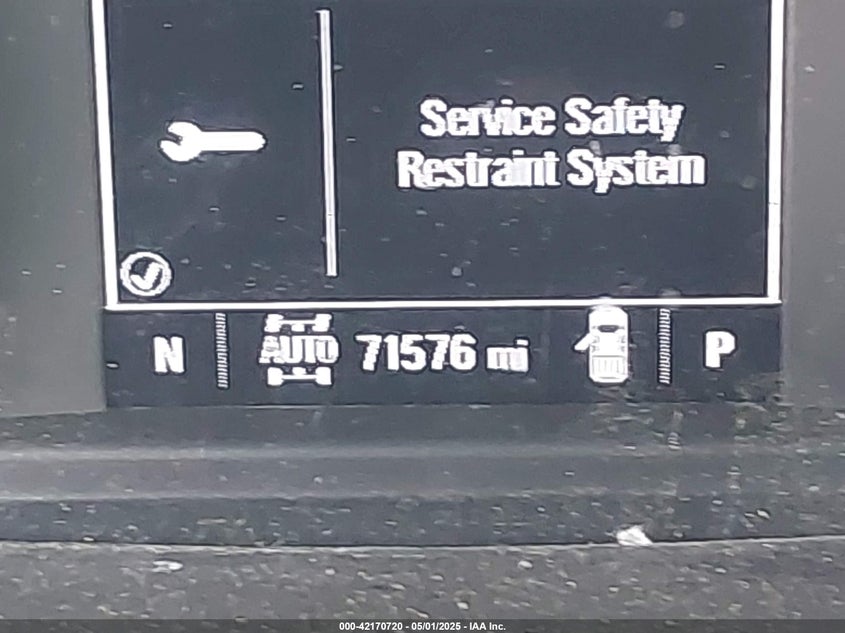 Service Safety
Restraint System
N AUTO 71576 mi P
000-42170720 - 05/01/2025 - IAA Inc.